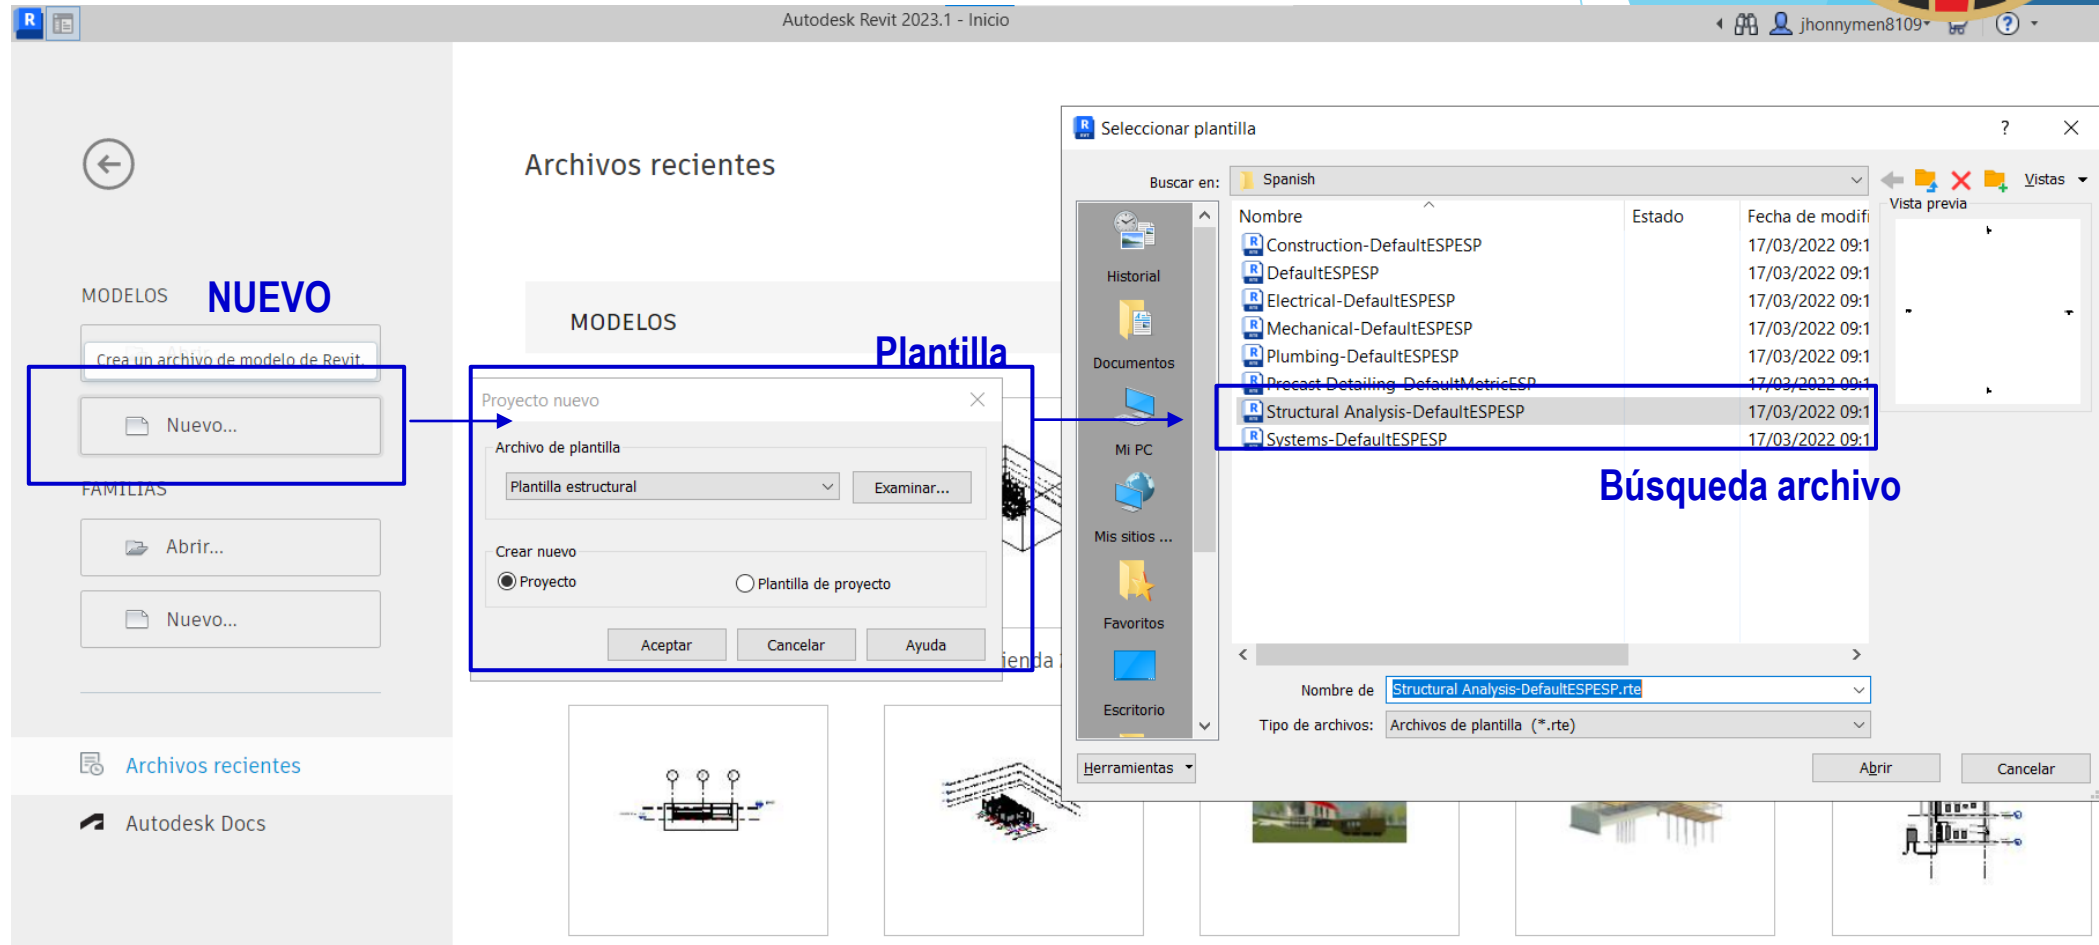 Autodesk Revit 2023.1 - Inicio
jhonnymen8109
Archivos recientes
MODELOS
NUEVO
Crea un archivo de modelo de Revit.
Nuevo...
FAMILIAS
Abrir...
Nuevo...
Archivos recientes
Autodesk Docs
MODELOS
Plantilla
Proyecto nuevo
Archivo de plantilla
Plantilla estructural
Examinar...
Crear nuevo
Proyecto
Plantilla de proyecto
Aceptar
Cancelar
Ayuda
ienda
Seleccionar plantilla
?
Buscar en:
Spanish
Vistas
Historial
Documentos
Mi PC
Mis sitios ...
Favoritos
Escritorio
Nombre Estado Fecha de modifi
Construction-DefaultESPESP 17/03/2022 09:1
DefaultESPESP 17/03/2022 09:1
Electrical-DefaultESPESP 17/03/2022 09:1
Mechanical-DefaultESPESP 17/03/2022 09:1
Plumbing-DefaultESPESP 17/03/2022 09:1
Precast Detailing-DefaultMetricESP 17/03/2022 09:1
Structural Analysis-DefaultESPESP 17/03/2022 09:1
Systems-DefaultESPESP 17/03/2022 09:1
Vista previa
Búsqueda archivo
Nombre de Structural Analysis-DefaultESPESP.rte
Tipo de archivos: Archivos de plantilla (*.rte)
Herramientas
Abrir
Cancelar